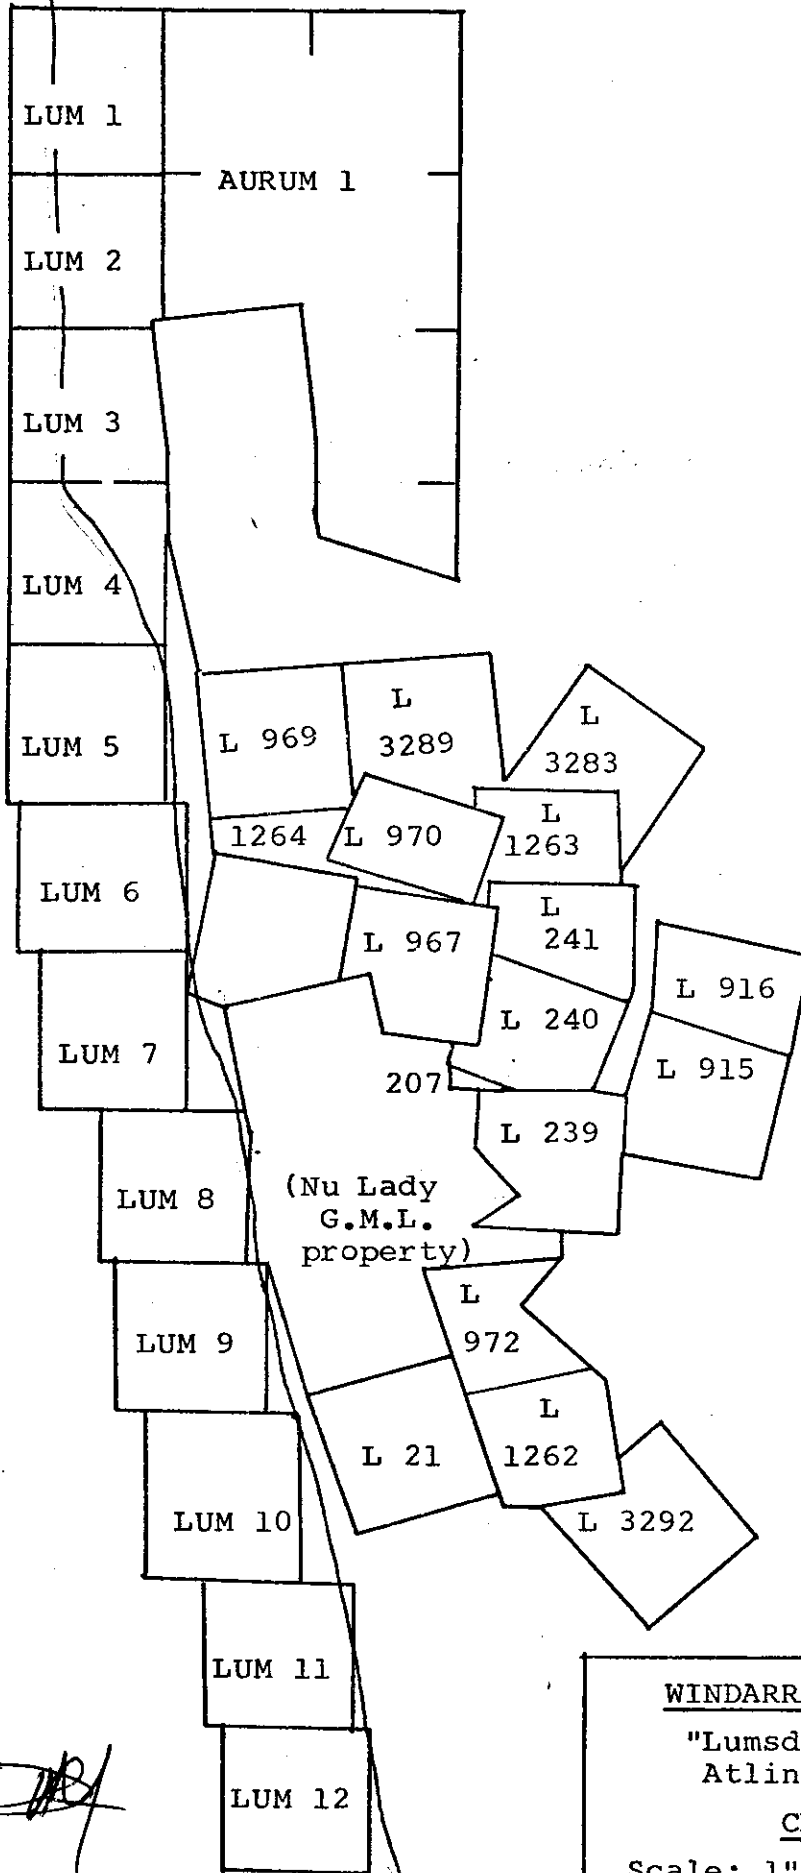 LUM 1
AURUM 1
LUM 2
LUM 3
LUM 4
LUM 5
L 969
L
3289
L
3283
1264
L 970
L
1263
LUM 6
L 967
L
241
L 916
LUM 7
L 240
L 915
207
L 239
LUM 8
(Nu Lady
G.M.L.
property)
L
972
LUM 9
L
1262
L 21
LUM 10
L 3292
LUM 11
LUM 12
WINDARR
"Lumsd
Atlin
C
Scale: 1"